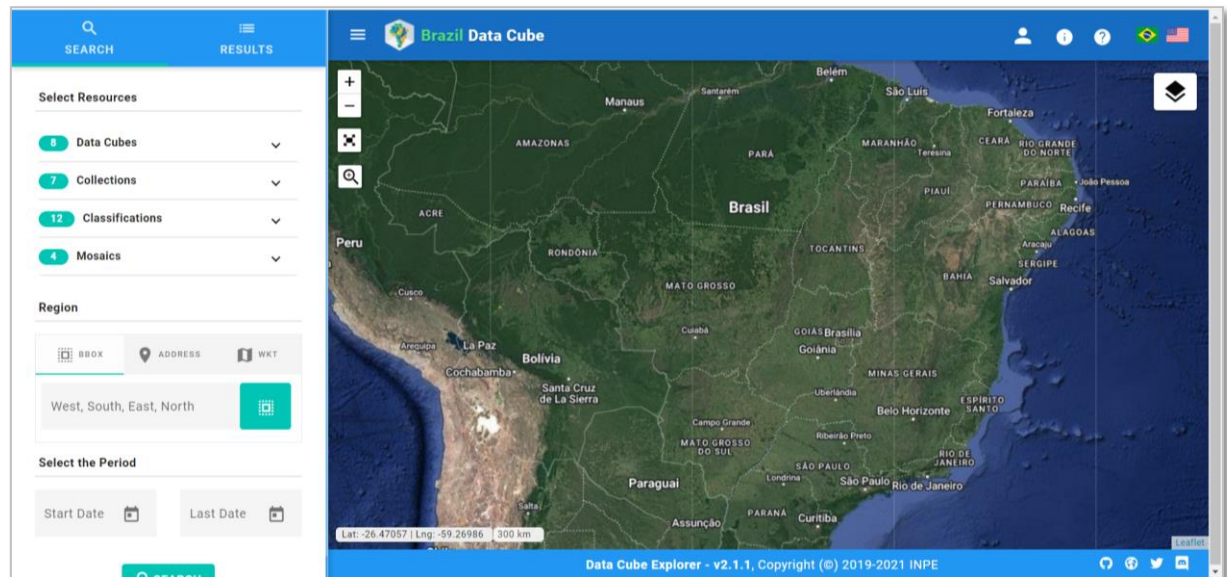 SEARCH
RESULTS
Select Resources
8 Data Cubes
7 Collections
12 Classifications
4 Mosaics
Region
BBOX
ADDRESS
WKT
West, South, East, North
Select the Period
Start Date
Last Date
SEARCH
Brazil Data Cube
+
−
Belém
Santarém
São Luís
Manaus
Fortaleza
AMAZONAS
PARÁ
MARANHÃO
Teresina
CEARÁ
RIO GRANDE
DO NORTE
PIAUÍ
PARAÍBA
João Pessoa
PERNAMBUCO
Recife
ACRE
Brasil
ALAGOAS
Peru
RONDÔNIA
TOCANTINS
Aracaju
SERGIPE
BAHIA
Salvador
MATO GROSSO
Cusco
Cuiabá
GOIÁS
Brasília
Arequipa
La Paz
Bolívia
Goiânia
Cochabamba
MINAS GERAIS
Santa Cruz
de La Sierra
Uberlândia
ESPÍRITO
SANTO
Belo Horizonte
Campo Grande
Ribeirão Preto
MATO GROSSO
DO SUL
RIO DE
JANEIRO
SÃO PAULO
Paraguai
Londrina
São Paulo
Rio de Janeiro
Salta
PARANÁ
Assunção
Curitiba
Lat: -26.47057 | Lng: -59.26986
300 km
Leaflet
Data Cube Explorer - v2.1.1, Copyright (©) 2019-2021 INPE